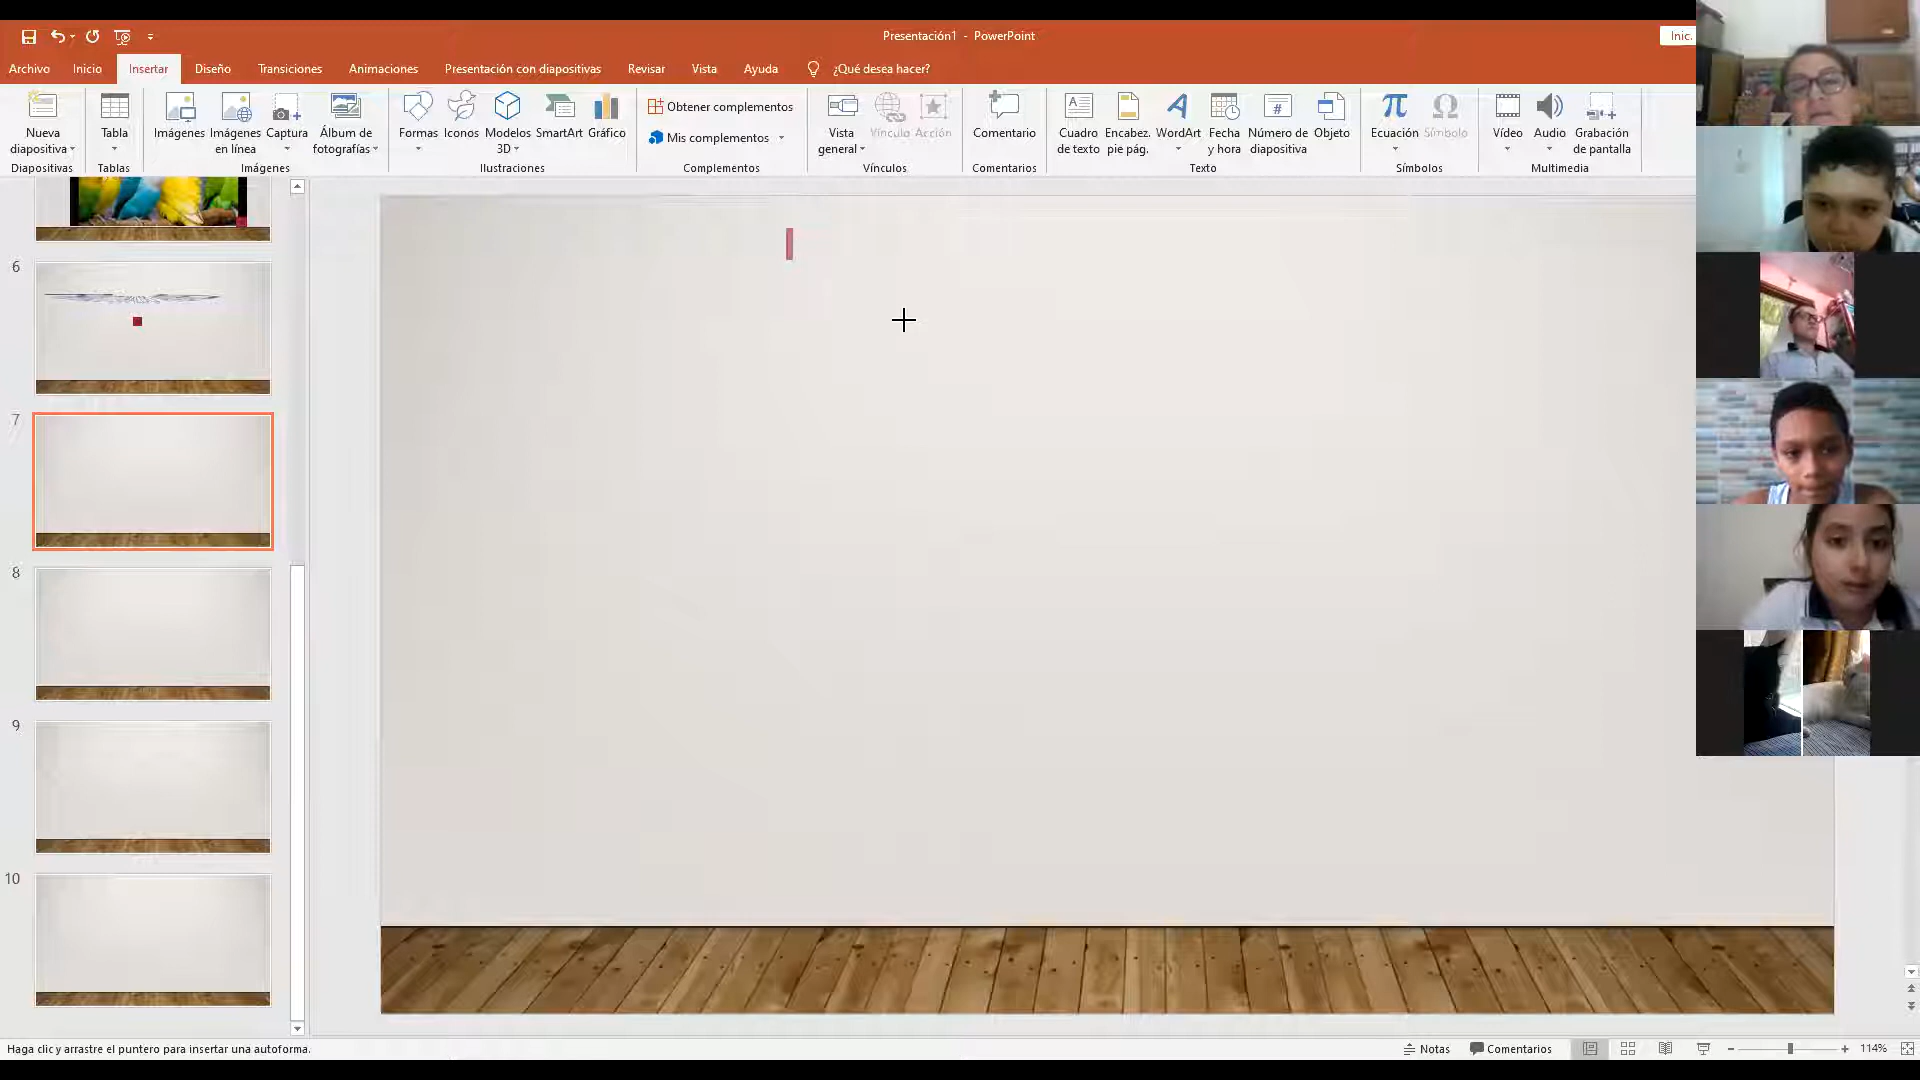 Presentación1 - PowerPoint
Inic.
Archivo Inicio Insertar Diseño Transiciones Animaciones Presentación con diapositivas Revisar Vista Ayuda ¿Qué desea hacer?
Nueva diapositiva
Tabla
Imágenes
Imágenes en línea
Captura
Álbum de fotografías
Formas
Iconos
Modelos 3D
SmartArt
Gráfico
Obtener complementos
Mis complementos
Vista general
Vínculo
Acción
Comentario
Cuadro de texto
Encabez. pie pág.
WordArt
Fecha y hora
Número de diapositiva
Objeto
Ecuación
Símbolo
Vídeo
Audio
Grabación de pantalla
Diapositivas Tablas Imágenes Ilustraciones Complementos Vínculos Comentarios Texto Símbolos Multimedia
6
7
8
9
10
Haga clic y arrastre el puntero para insertar una autoforma.
Notas Comentarios 114%